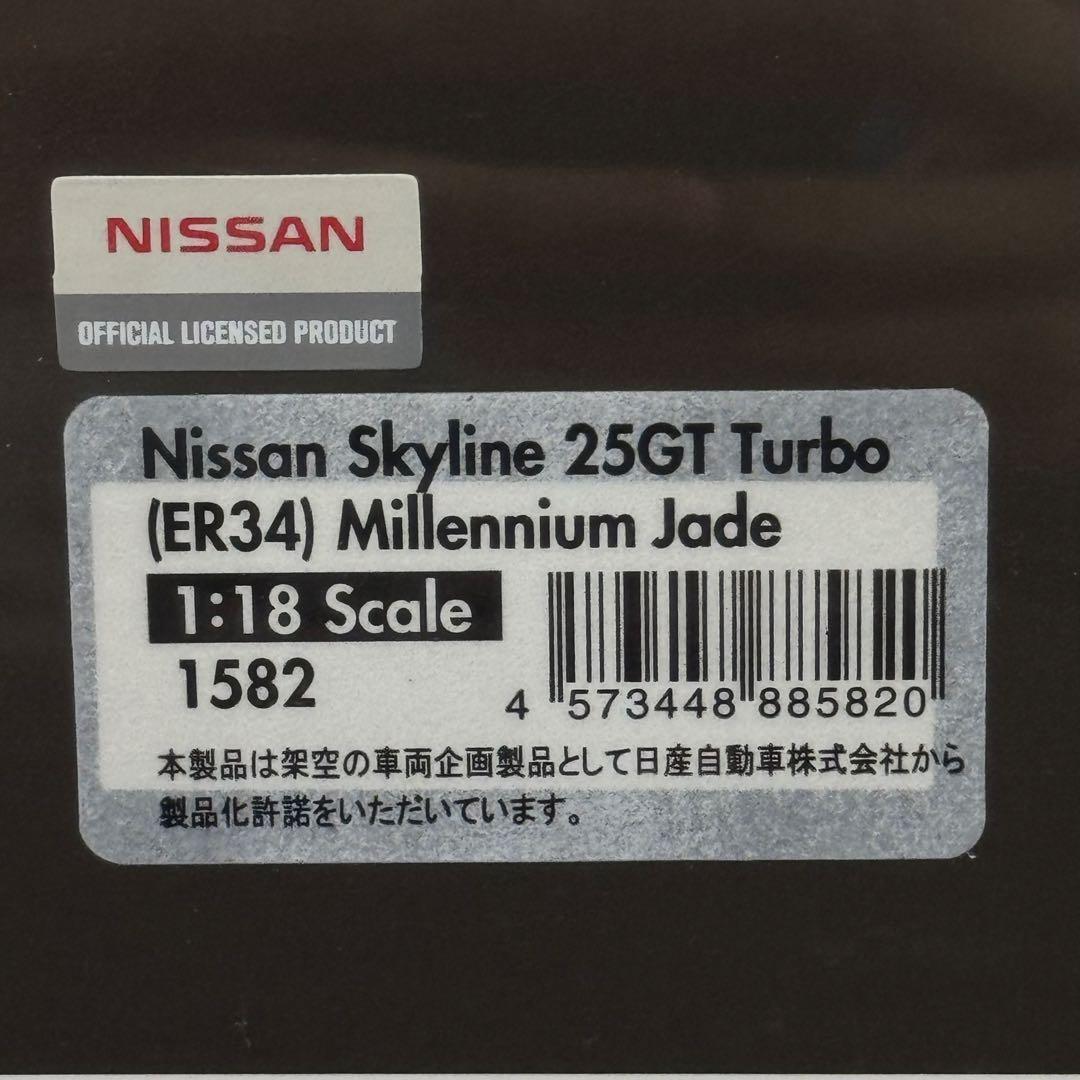 NISSAN
OFFICIAL LICENSED PRODUCT
Nissan Skyline 25GT Turbo
(ER34) Millennium Jade
1:18 Scale
1582
4 573448 885820
本製品は架空の車両企画製品として日産自動車株式会社から
製品化許諾をいただいています。